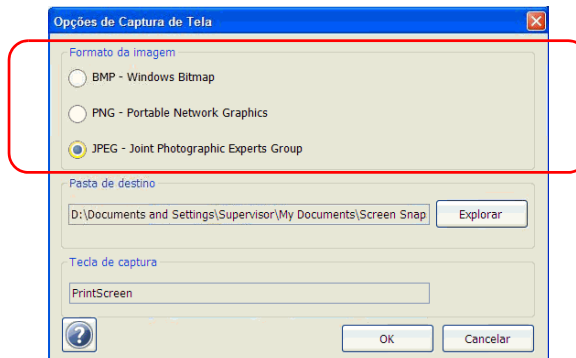 Opções de Captura de Tela
Formato da imagem
BMP - Windows Bitmap
PNG - Portable Network Graphics
JPEG - Joint Photographic Experts Group
Pasta de destino
D:\Documents and Settings\Supervisor\My Documents\Screen Snap
Explorar
Tecla de captura
PrintScreen
?
OK Cancelar